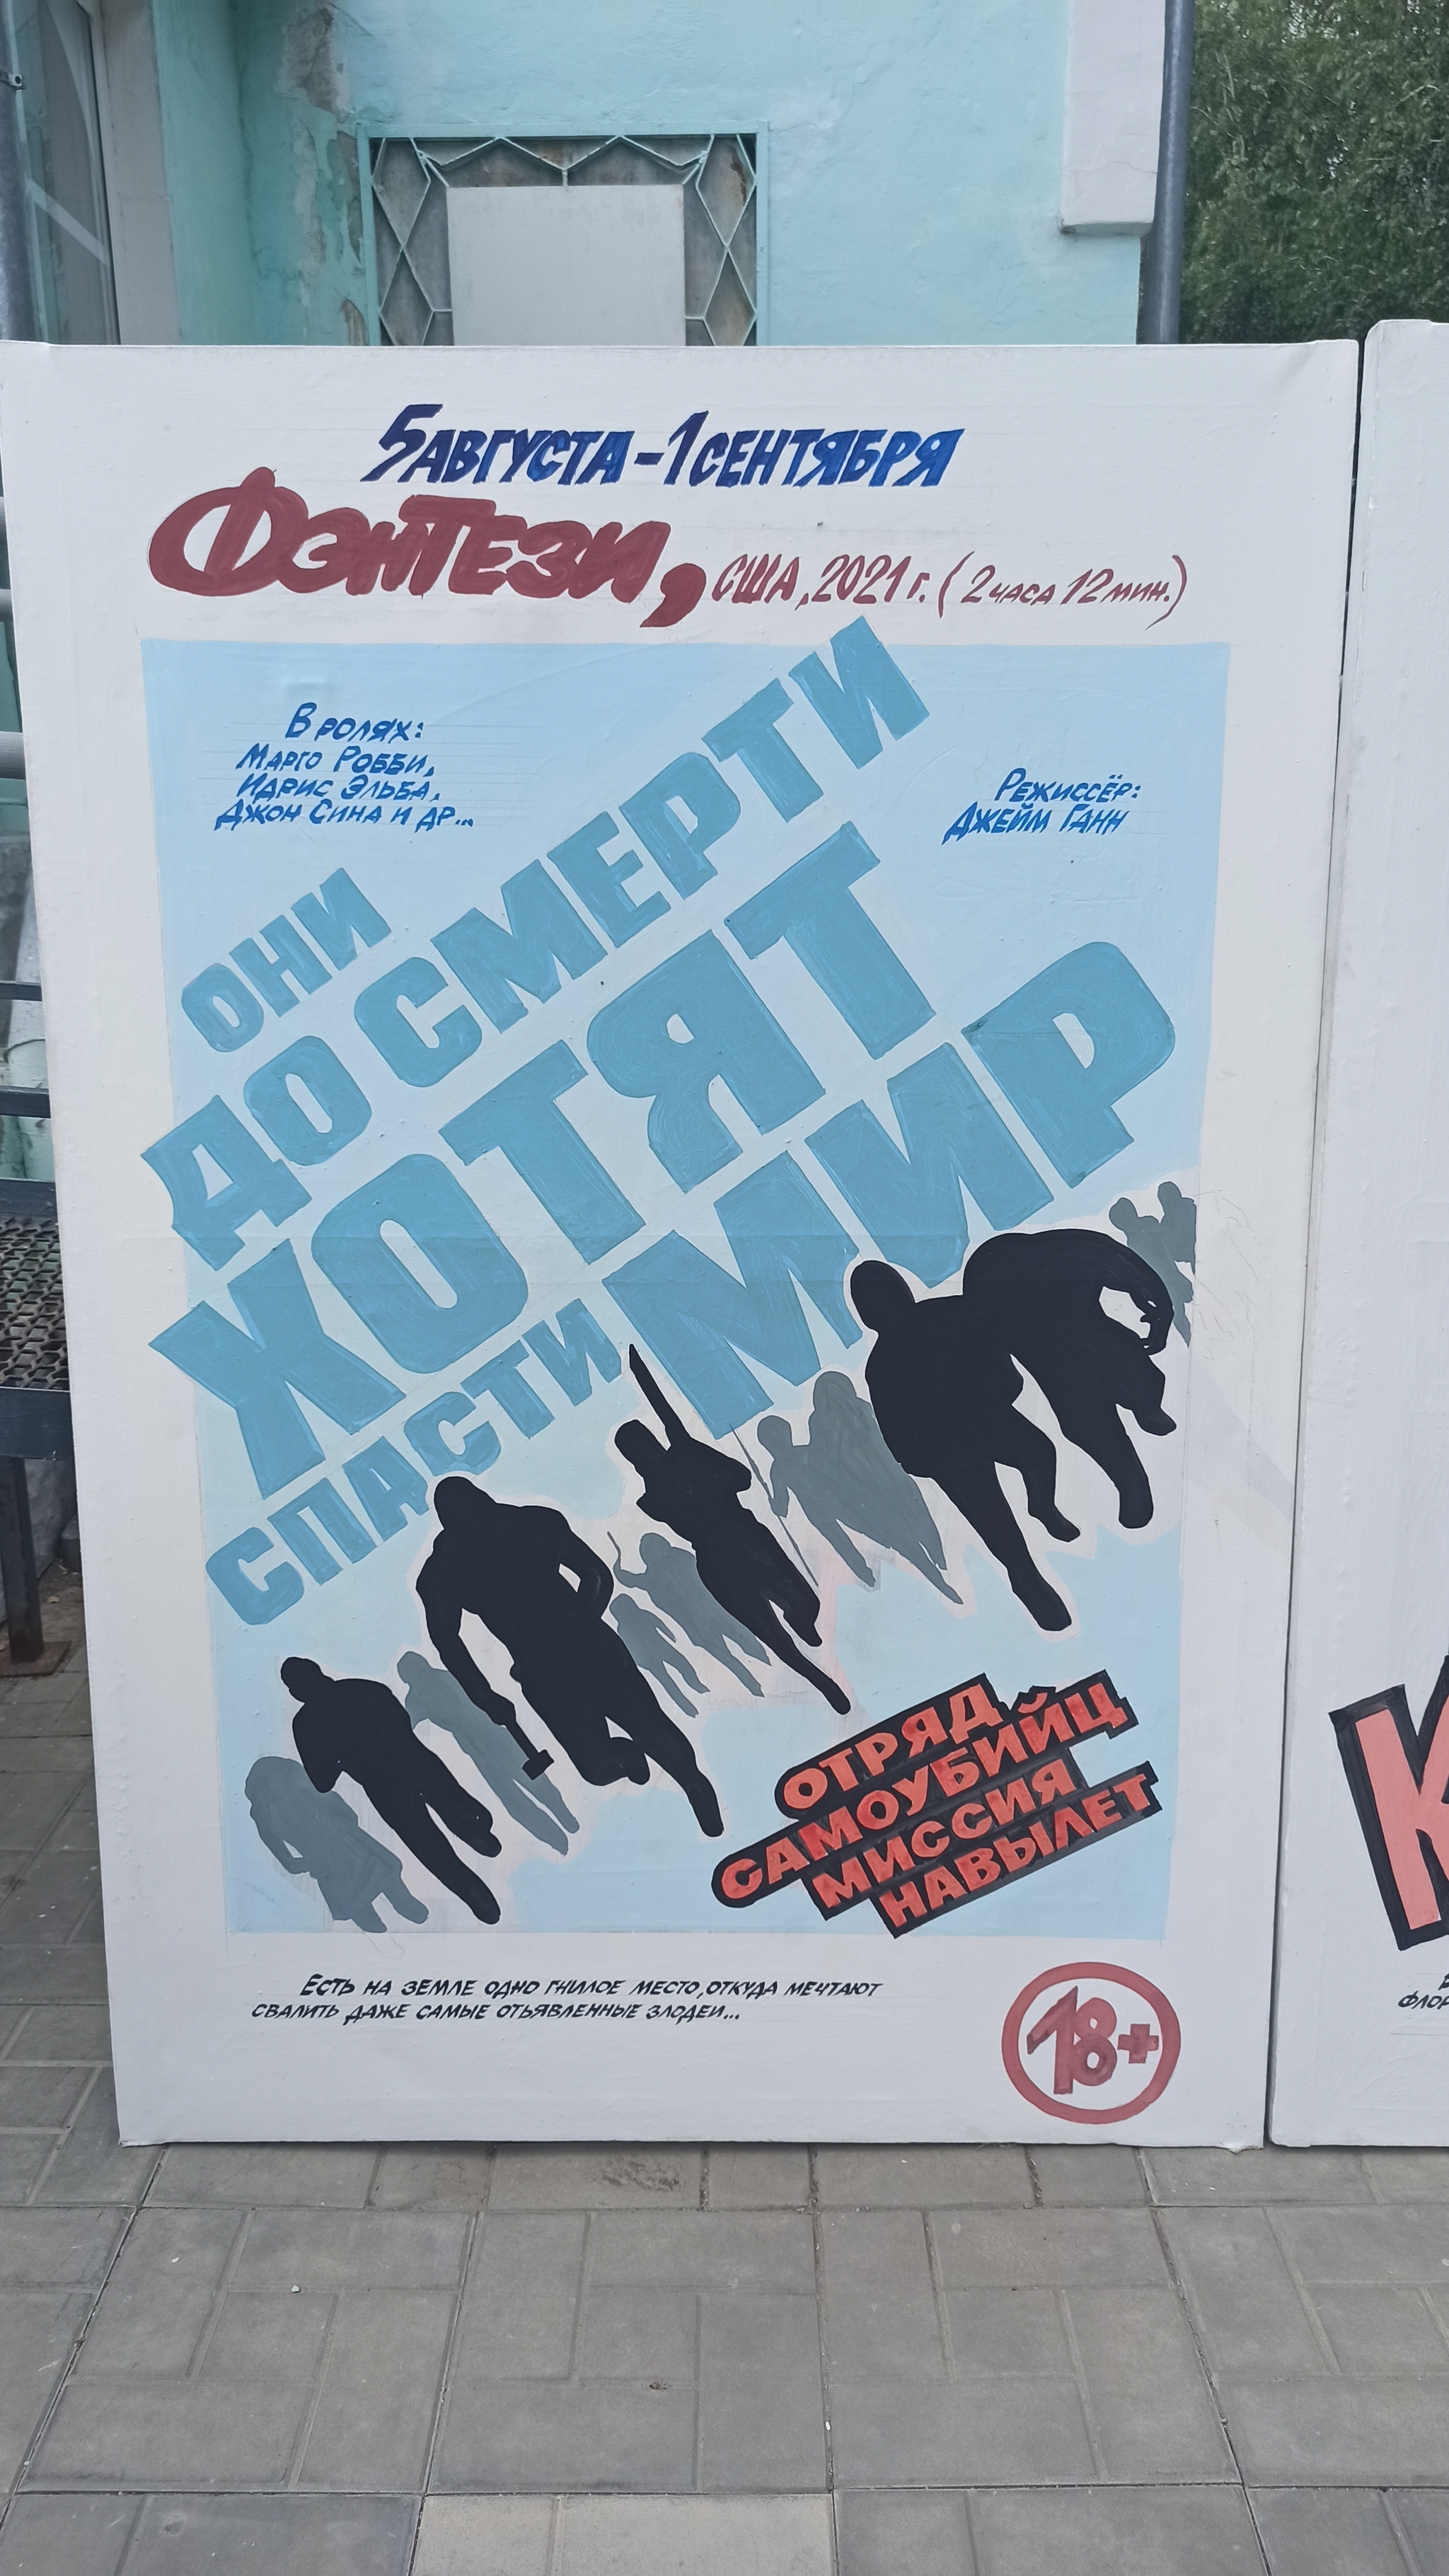 5 АВГУСТА - 1 СЕНТЯБРЯ
ФЭНТЕЗИ, США, 2021 г. (2 ЧАСА 12 МИН.)
В РОЛЯХ:
МАРГО РОББИ,
ИДРИС ЭЛЬБА,
ДЖОН СИНА И ДР...
РЕЖИССЁР:
ДЖЕЙМ ГАНН
ОНИ
ДО СМЕРТИ
ХОТЯТ
СПАСТИ МИР
ОТРЯД
САМОУБИЙЦ
МИССИЯ
НАВЫЛЕТ
ЕСТЬ НА ЗЕМЛЕ ОДНО ГНИЛОЕ МЕСТО, ОТКУДА МЕЧТАЮТ
СВАЛИТЬ ДАЖЕ САМЫЕ ОТЪЯВЛЕННЫЕ ЗЛОДЕИ...
18+